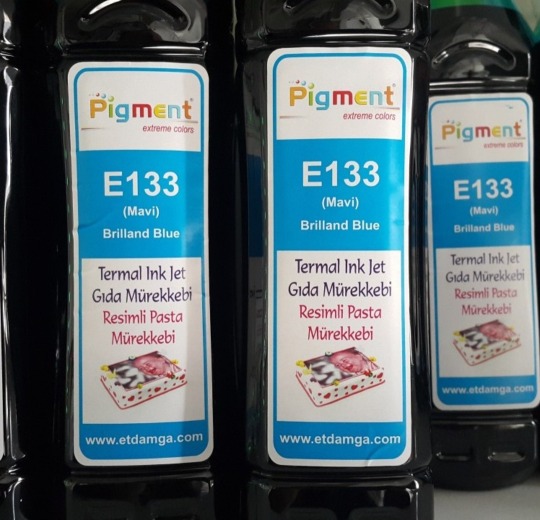 Pigment
extreme colors
E133
(Mavi)
Brilland Blue
Termal Ink Jet
Gıda Mürekkebi
Resimli Pasta
Mürekkebi
www.etdamga.com
Pigment
extreme colors
E133
(Mavi)
Brilland Blue
Termal Ink Jet
Gıda Mürekkebi
Resimli Pasta
Mürekkebi
www.etdamga.com
Pigment
extreme colors
E133
(Mavi)
Brilland Blue
Termal Ink Jet
Gıda Mürekkebi
Resimli Pasta
Mürekkebi
www.etdamga.com